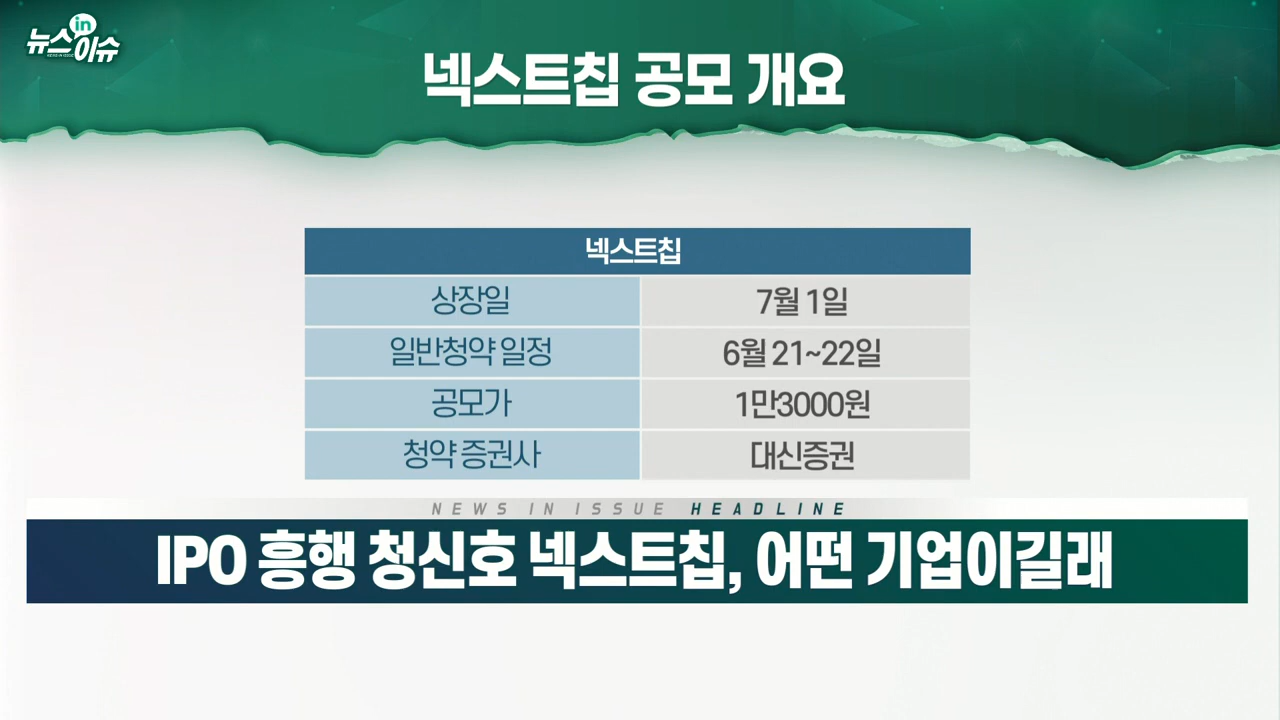 뉴스in이슈
넥스트칩 공모 개요
넥스트칩
상장일 7월 1일
일반청약 일정 6월 21~22일
공모가 1만3000원
청약 증권사 대신증권
NEWS IN ISSUE HEADLINE
IPO 흥행 청신호 넥스트칩, 어떤 기업이길래